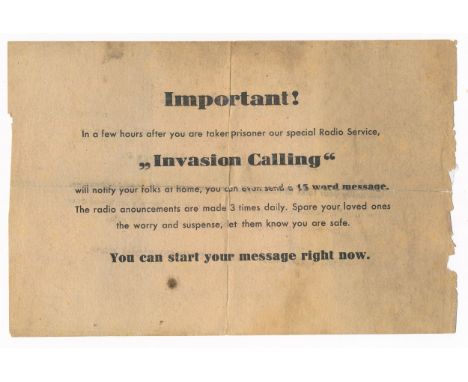 Important!
In a few hours after you are taken prisoner our special Radio Service,
„Invasion Calling“
will notify your folks at home, you can even send a 15 word message.
The radio anouncements are made 3 times daily. Spare your loved ones
the worry and suspense, let them know you are safe.
You can start your message right now.